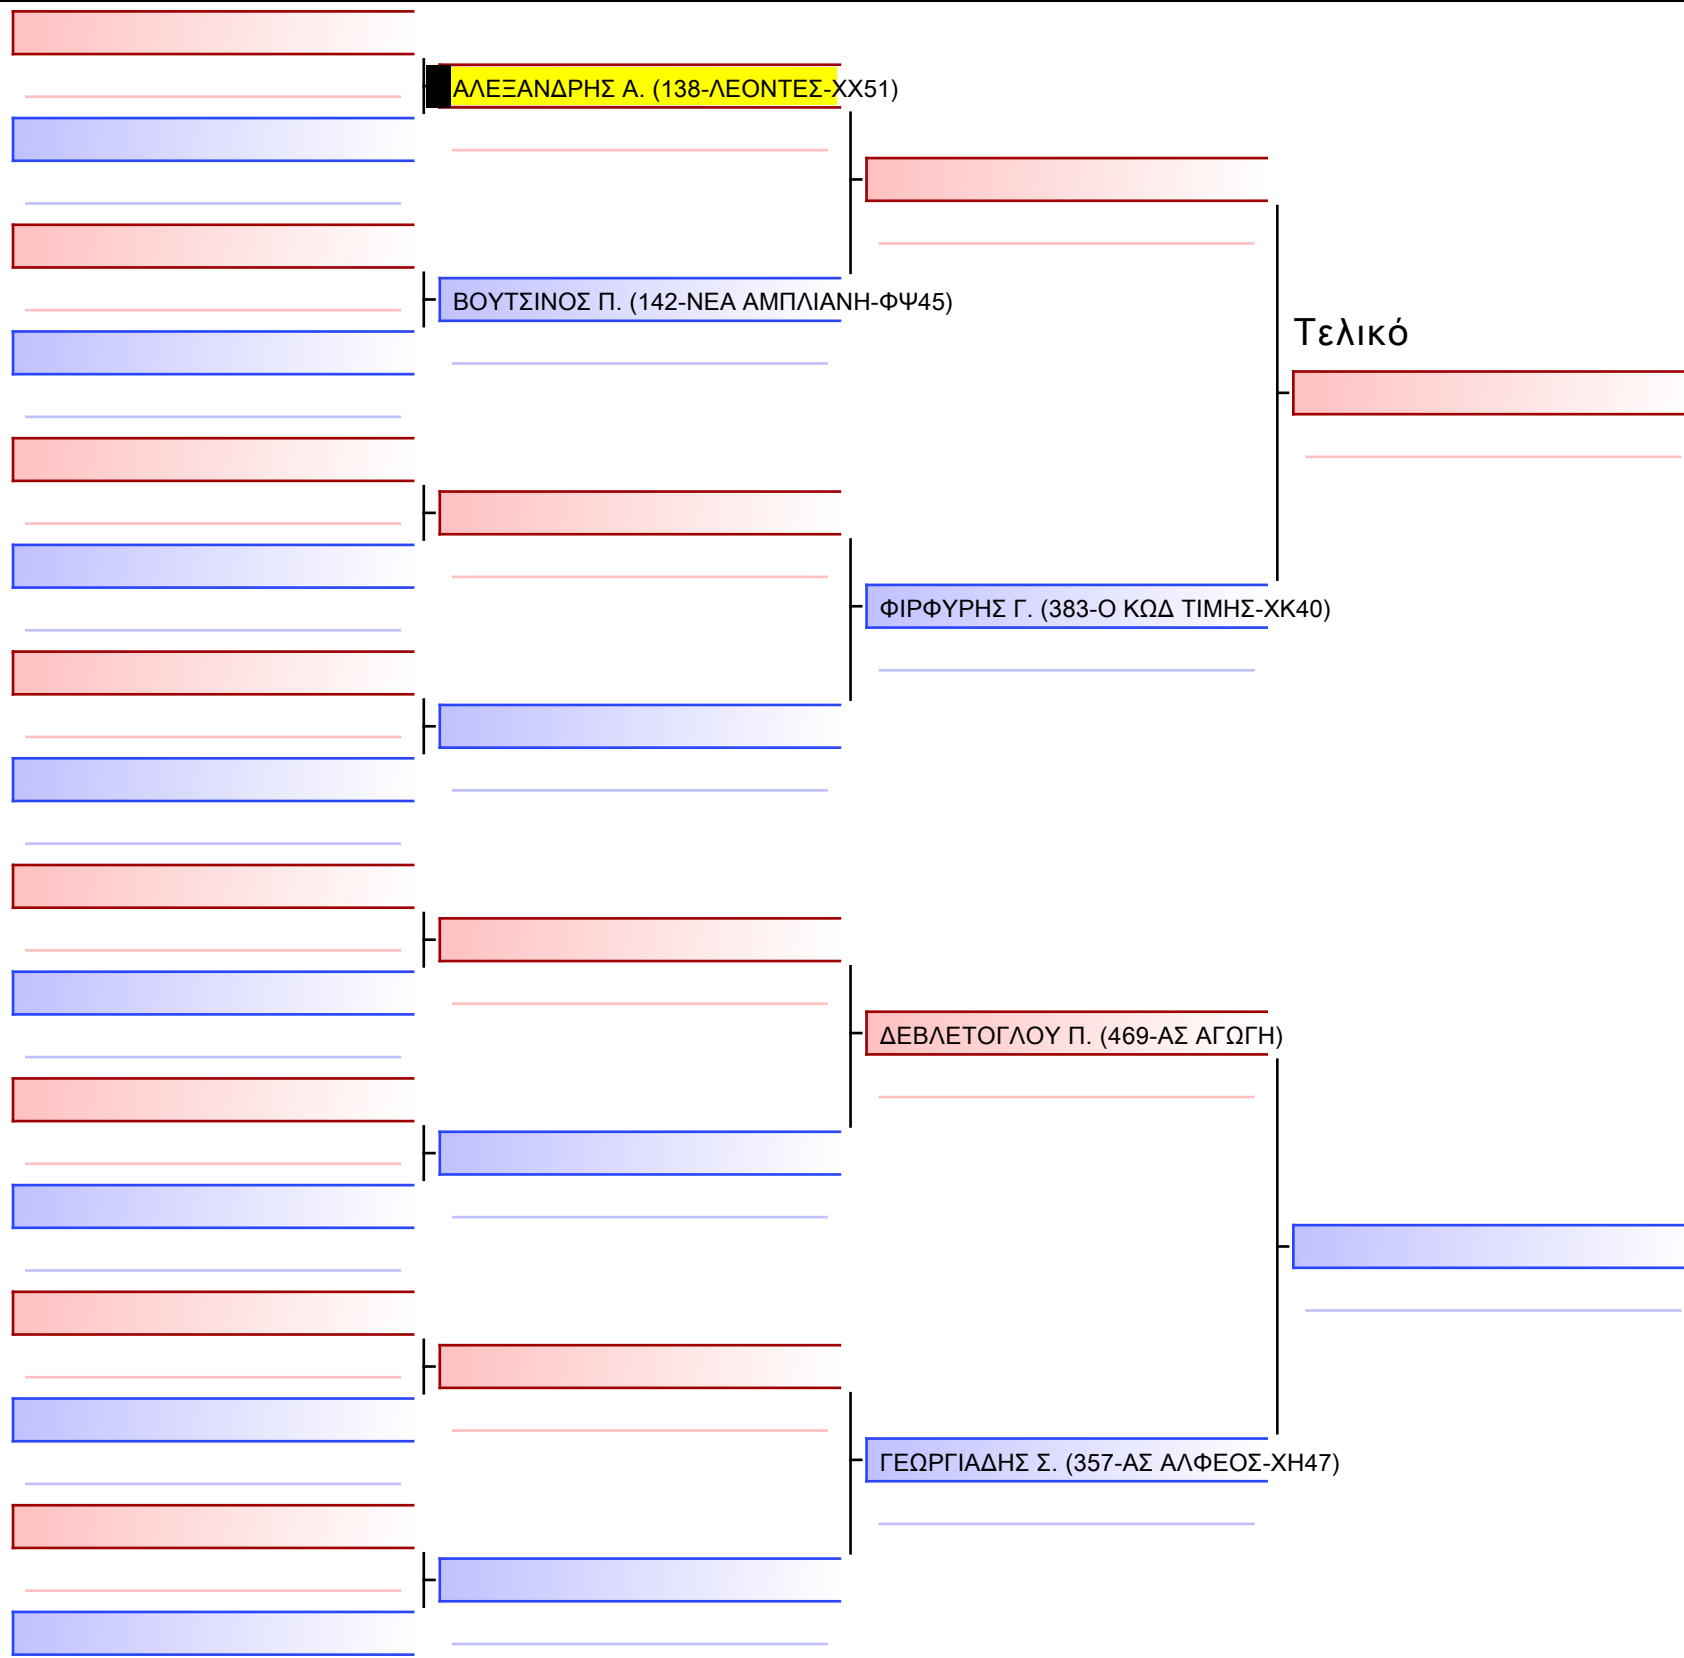 ΑΛΕΞΑΝΔΡΗΣ Α. (138-ΛΕΟΝΤΕΣ-ΧΧ51)
ΒΟΥΤΣΙΝΟΣ Π. (142-ΝΕΑ ΑΜΠΛΙΑΝΗ-ΦΨ45)
Τελικό
ΦΙΡΦΥΡΗΣ Γ. (383-Ο ΚΩΔ ΤΙΜΗΣ-ΧΚ40)
ΔΕΒΛΕΤΟΓΛΟΥ Π. (469-ΑΣ ΑΓΩΓΗ)
ΓΕΩΡΓΙΑΔΗΣ Σ. (357-ΑΣ ΑΛΦΕΟΣ-ΧΗ47)